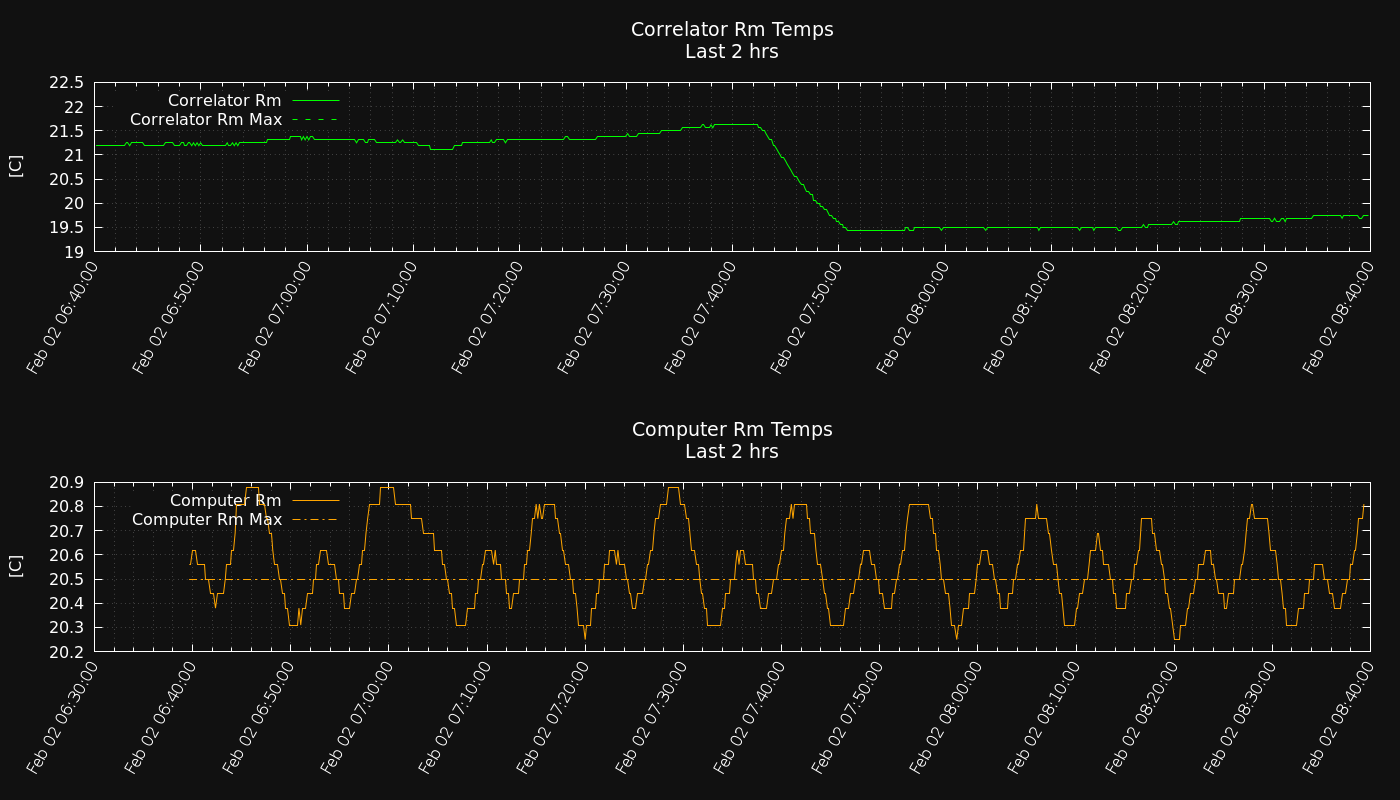 Correlator Rm Temps
Last 2 hrs
22.5
22
21.5
21
20.5
20
19.5
19
[C]
Correlator Rm
Correlator Rm Max
Feb 02 06:40:00
Feb 02 06:50:00
Feb 02 07:00:00
Feb 02 07:10:00
Feb 02 07:20:00
Feb 02 07:30:00
Feb 02 07:40:00
Feb 02 07:50:00
Feb 02 08:00:00
Feb 02 08:10:00
Feb 02 08:20:00
Feb 02 08:30:00
Feb 02 08:40:00
Computer Rm Temps
Last 2 hrs
20.9
20.8
20.7
20.6
20.5
20.4
20.3
20.2
[C]
Computer Rm
Computer Rm Max
Feb 02 06:30:00
Feb 02 06:40:00
Feb 02 06:50:00
Feb 02 07:00:00
Feb 02 07:10:00
Feb 02 07:20:00
Feb 02 07:30:00
Feb 02 07:40:00
Feb 02 07:50:00
Feb 02 08:00:00
Feb 02 08:10:00
Feb 02 08:20:00
Feb 02 08:30:00
Feb 02 08:40:00